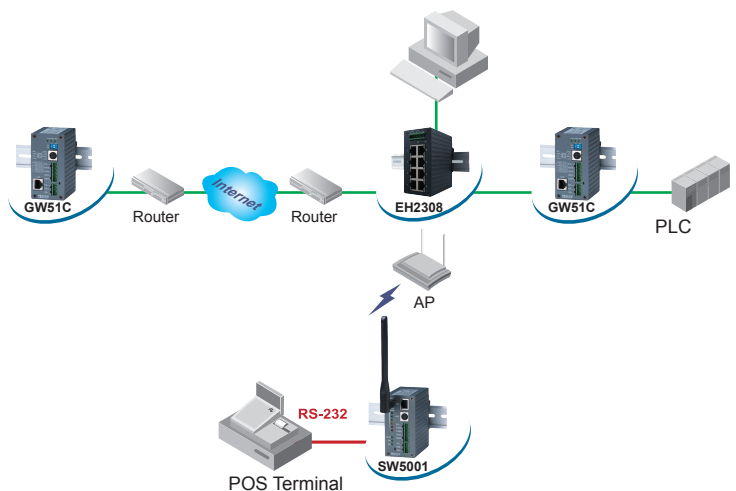 Internet
GW51C
Router
Router
EH2308
GW51C
PLC
AP
RS-232
SW5001
POS Terminal